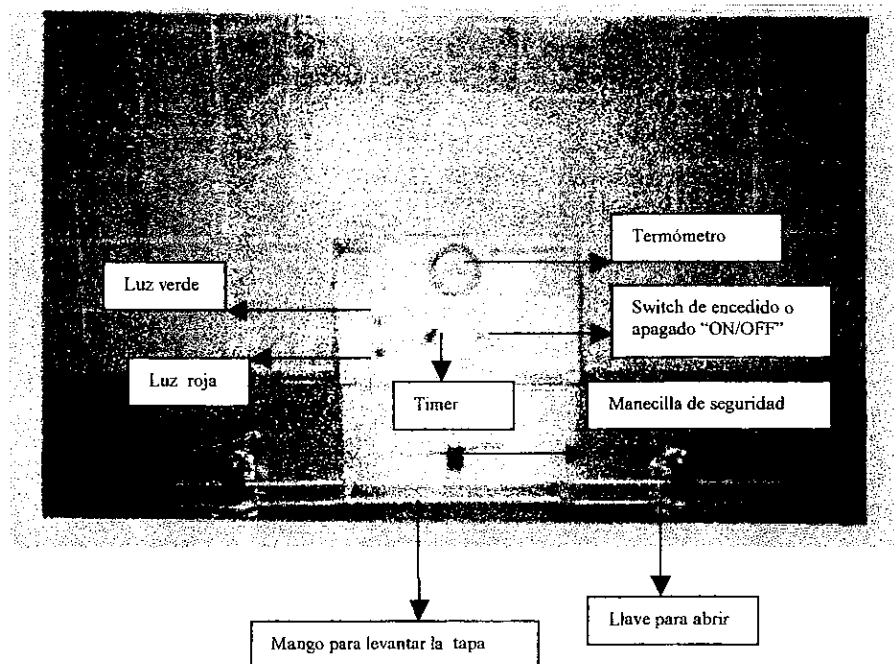 Termómetro
Luz verde
Switch de encedido o
apagado “ON/OFF”
Luz roja
Timer
Manecilla de seguridad
Llave para abrir
Mango para levantar la tapa